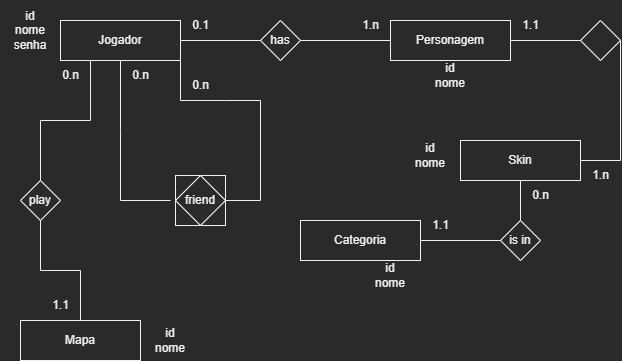 id
nome
senha
Jogador
0.1
has
1.n
Personagem
1.1
id
nome
0.n
0.n
0.n
id
nome
Skin
1.n
play
friend
0.n
Categoria
1.1
is in
id
nome
1.1
Mapa
id
nome